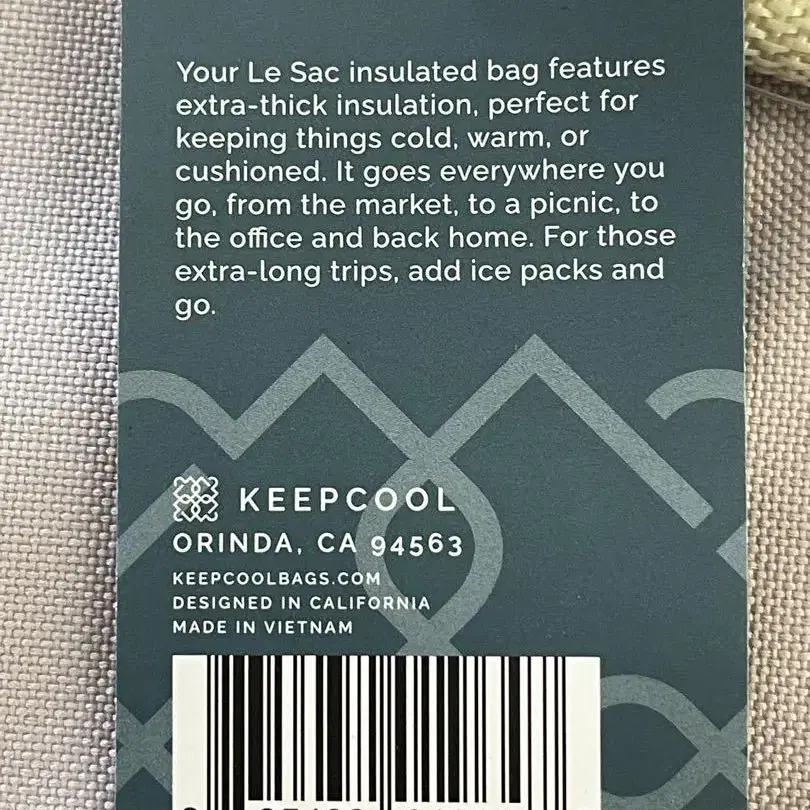 Your Le Sac insulated bag features
extra-thick insulation, perfect for
keeping things cold, warm, or
cushioned. It goes everywhere you
go, from the market, to a picnic, to
the office and back home. For those
extra-long trips, add ice packs and
go.
KEEPCOOL
ORINDA, CA 94563
KEEPCOOLBAGS.COM
DESIGNED IN CALIFORNIA
MADE IN VIETNAM